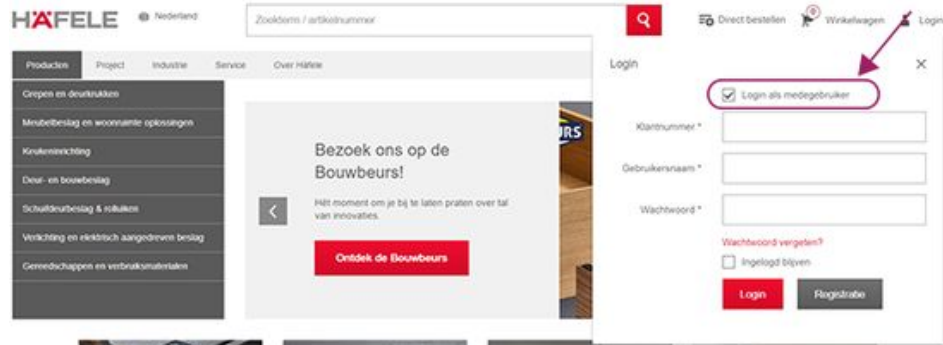 HÄFELE
Nederland
Zoekterm / artikelnummer
Direct bestellen
0
Winkelwagen
Login
Producten
Project
Industrie
Service
Over Häfele
Grepen en deurkrukken
Meubelbeslag en woonruimte oplossingen
Keukeninrichting
Deur- en bouwbeslag
Schuifdeurbeslag & rolluiken
Verlichting en elektrisch aangedreven beslag
Gereedschappen en verbruiksmaterialen
Bezoek ons op de
Bouwbeurs!
Hét moment om je bij te laten praten over tal
van innovaties.
Ontdek de Bouwbeurs
URS
Login
Login als medegebruiker
Klantnummer *
Gebruikersnaam *
Wachtwoord *
Wachtwoord vergeten?
Ingelogd blijven
Login
Registratie